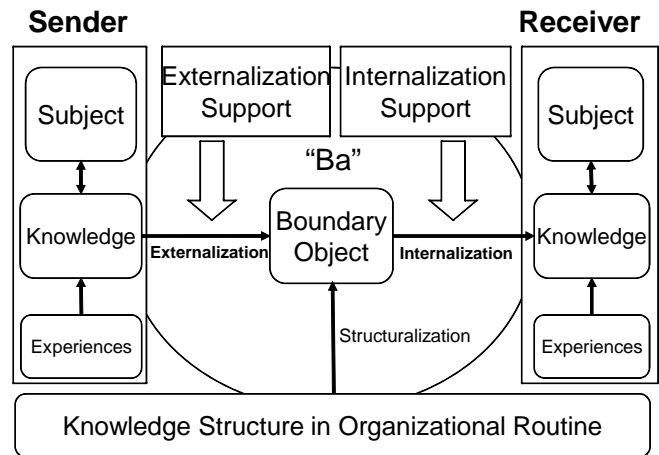 Sender
Receiver
Externalization
Support
Internalization
Support
Subject
Subject
“Ba”
Knowledge
Boundary
Object
Knowledge
Externalization
Internalization
Structuralization
Experiences
Experiences
Knowledge Structure in Organizational Routine